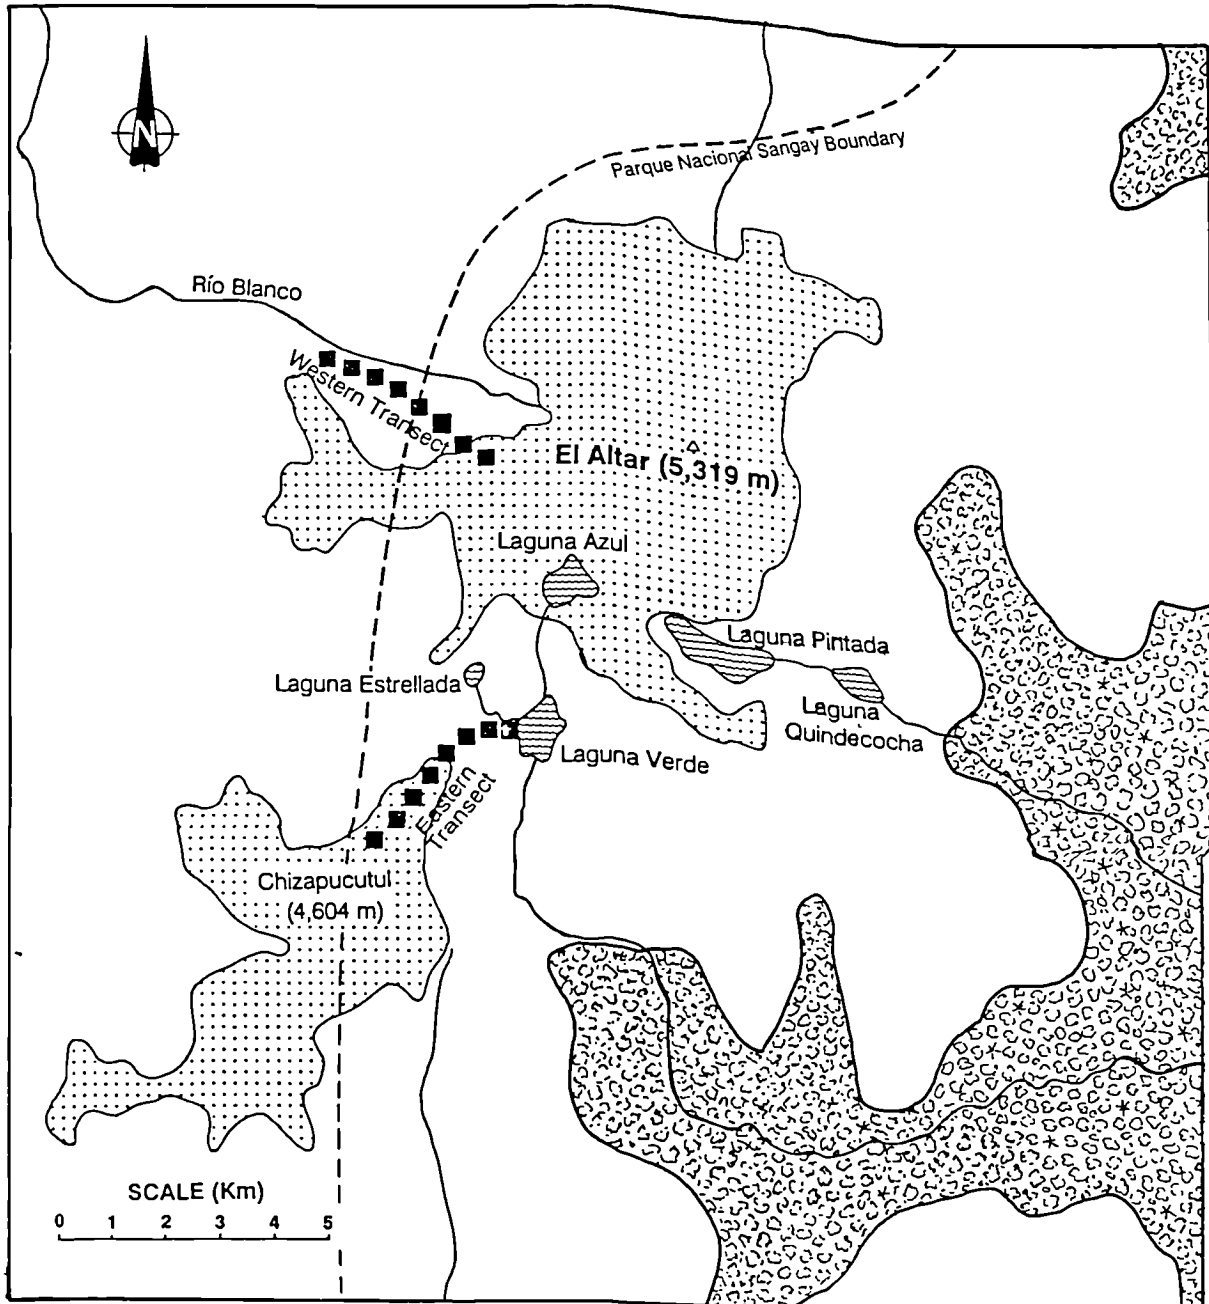 N
Parque Nacional Sangay Boundary
Río Blanco
Western Transect
El Altar (5,319 m)
Laguna Azul
Laguna Pintada
Laguna Estrellada
Laguna
Quindecocha
Laguna Verde
Eastern
Transect
Chizapucutul
(4,604 m)
SCALE (Km)
0 1 2 3 4 5